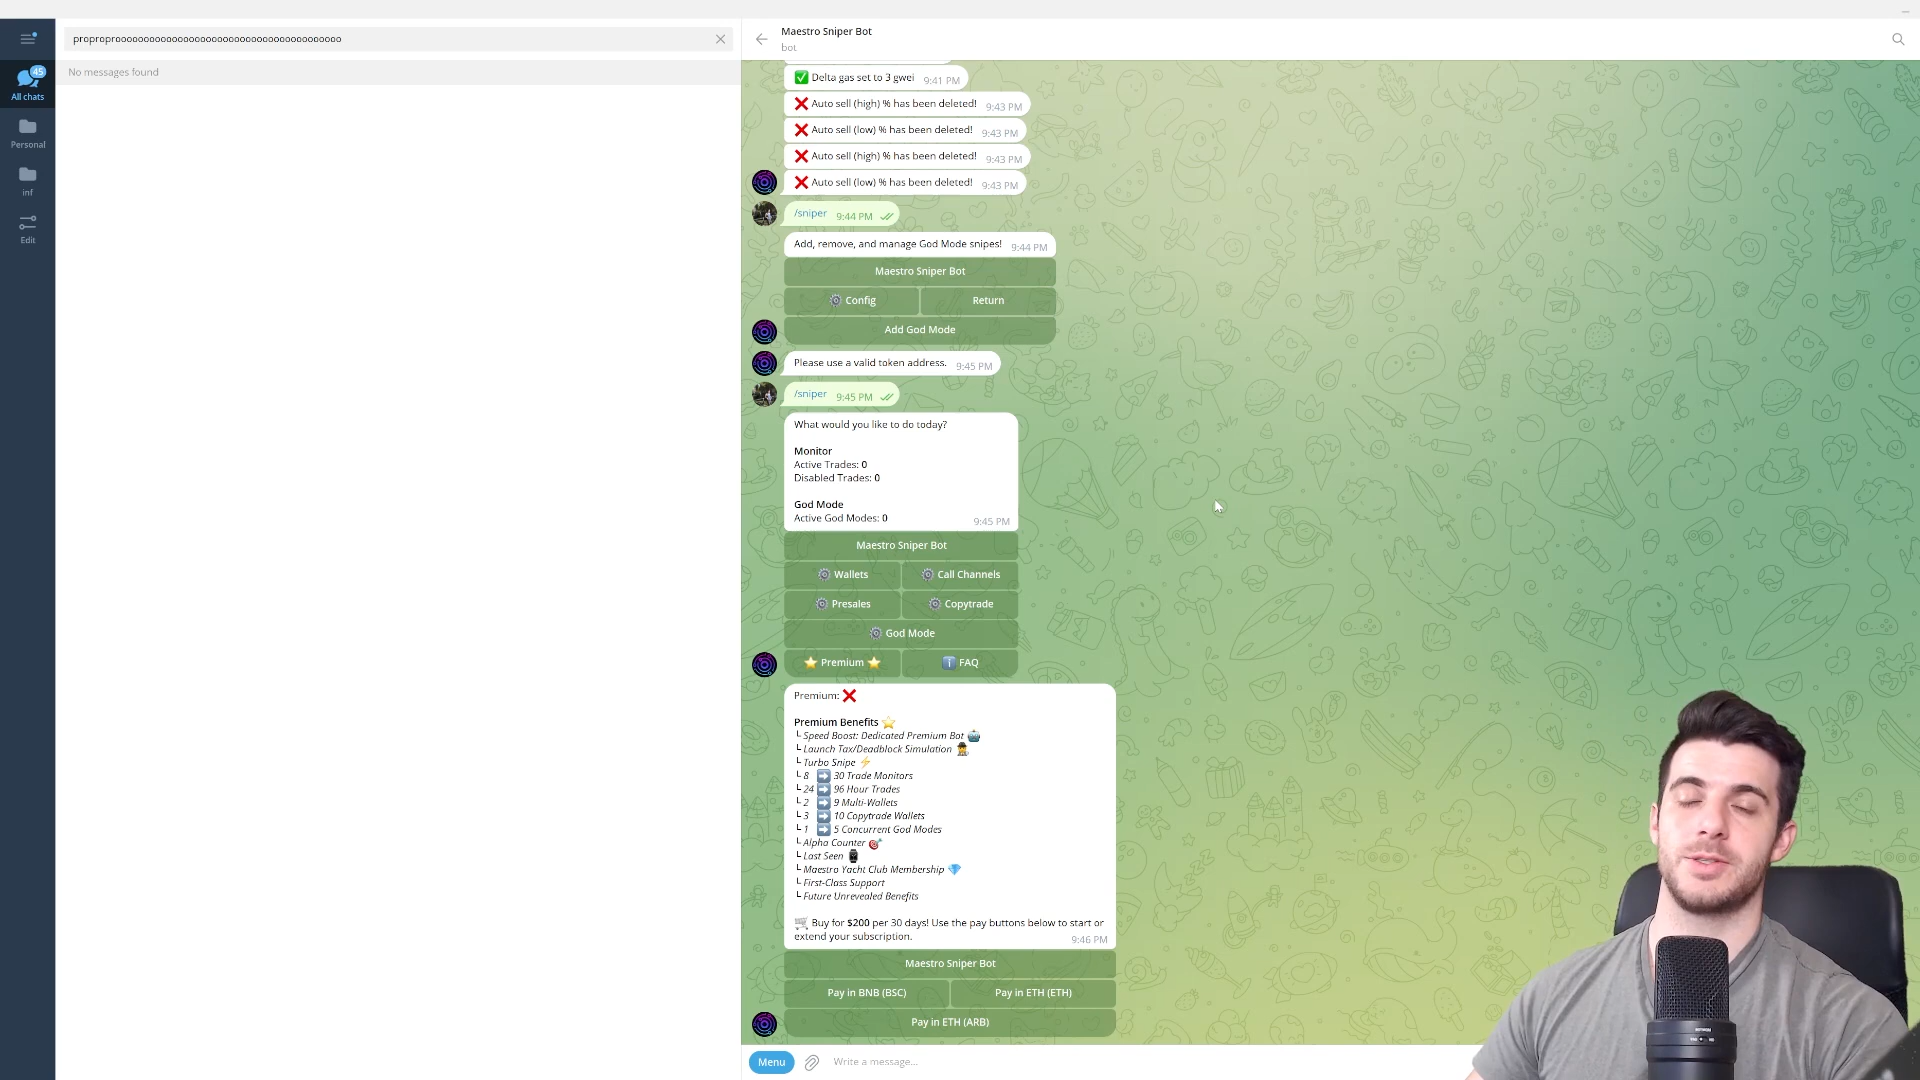 proproprooooooooooooooooooooooooooooooooooooooooo
No messages found
45
All chats
Personal
inf
Edit
Maestro Sniper Bot
bot
✅ Delta gas set to 3 gwei 9:41 PM
❌ Auto sell (high) % has been deleted! 9:43 PM
❌ Auto sell (low) % has been deleted! 9:43 PM
❌ Auto sell (high) % has been deleted! 9:43 PM
❌ Auto sell (low) % has been deleted! 9:43 PM
/sniper 9:44 PM
Add, remove, and manage God Mode snipes! 9:44 PM
Maestro Sniper Bot
Config Return
Add God Mode
Please use a valid token address. 9:45 PM
/sniper 9:45 PM
What would you like to do today?
Monitor
Active Trades: 0
Disabled Trades: 0
God Mode
Active God Modes: 0
9:45 PM
Maestro Sniper Bot
Wallets Call Channels
Presales Copytrade
God Mode
⭐ Premium ⭐ ℹ️ FAQ
Premium: ❌
Premium Benefits ⭐
└ Speed Boost: Dedicated Premium Bot
└ Launch Tax/Deadblock Simulation
└ Turbo Snipe ⚡
└ 8 ➡️ 30 Trade Monitors
└ 24 ➡️ 96 Hour Trades
└ 2 ➡️ 9 Multi-Wallets
└ 3 ➡️ 10 Copytrade Wallets
└ 1 ➡️ 5 Concurrent God Modes
└ Alpha Counter 🎯
└ Last Seen ⌚
└ Maestro Yacht Club Membership 💎
└ First-Class Support
└ Future Unrevealed Benefits
🛒 Buy for $200 per 30 days! Use the pay buttons below to start or
extend your subscription. 9:46 PM
Maestro Sniper Bot
Pay in BNB (BSC) Pay in ETH (ETH)
Pay in ETH (ARB)
Menu
Write a message...